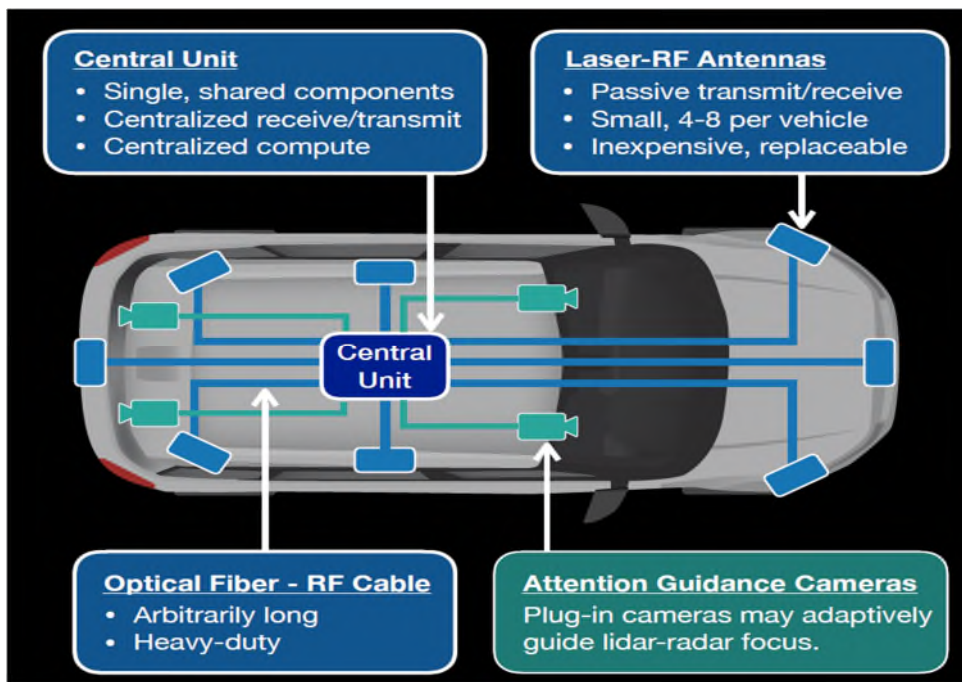 Central Unit
• Single, shared components
• Centralized receive/transmit
• Centralized compute
Laser-RF Antennas
• Passive transmit/receive
• Small, 4-8 per vehicle
• Inexpensive, replaceable
Central
Unit
Optical Fiber - RF Cable
• Arbitrarily long
• Heavy-duty
Attention Guidance Cameras
Plug-in cameras may adaptively
guide lidar-radar focus.